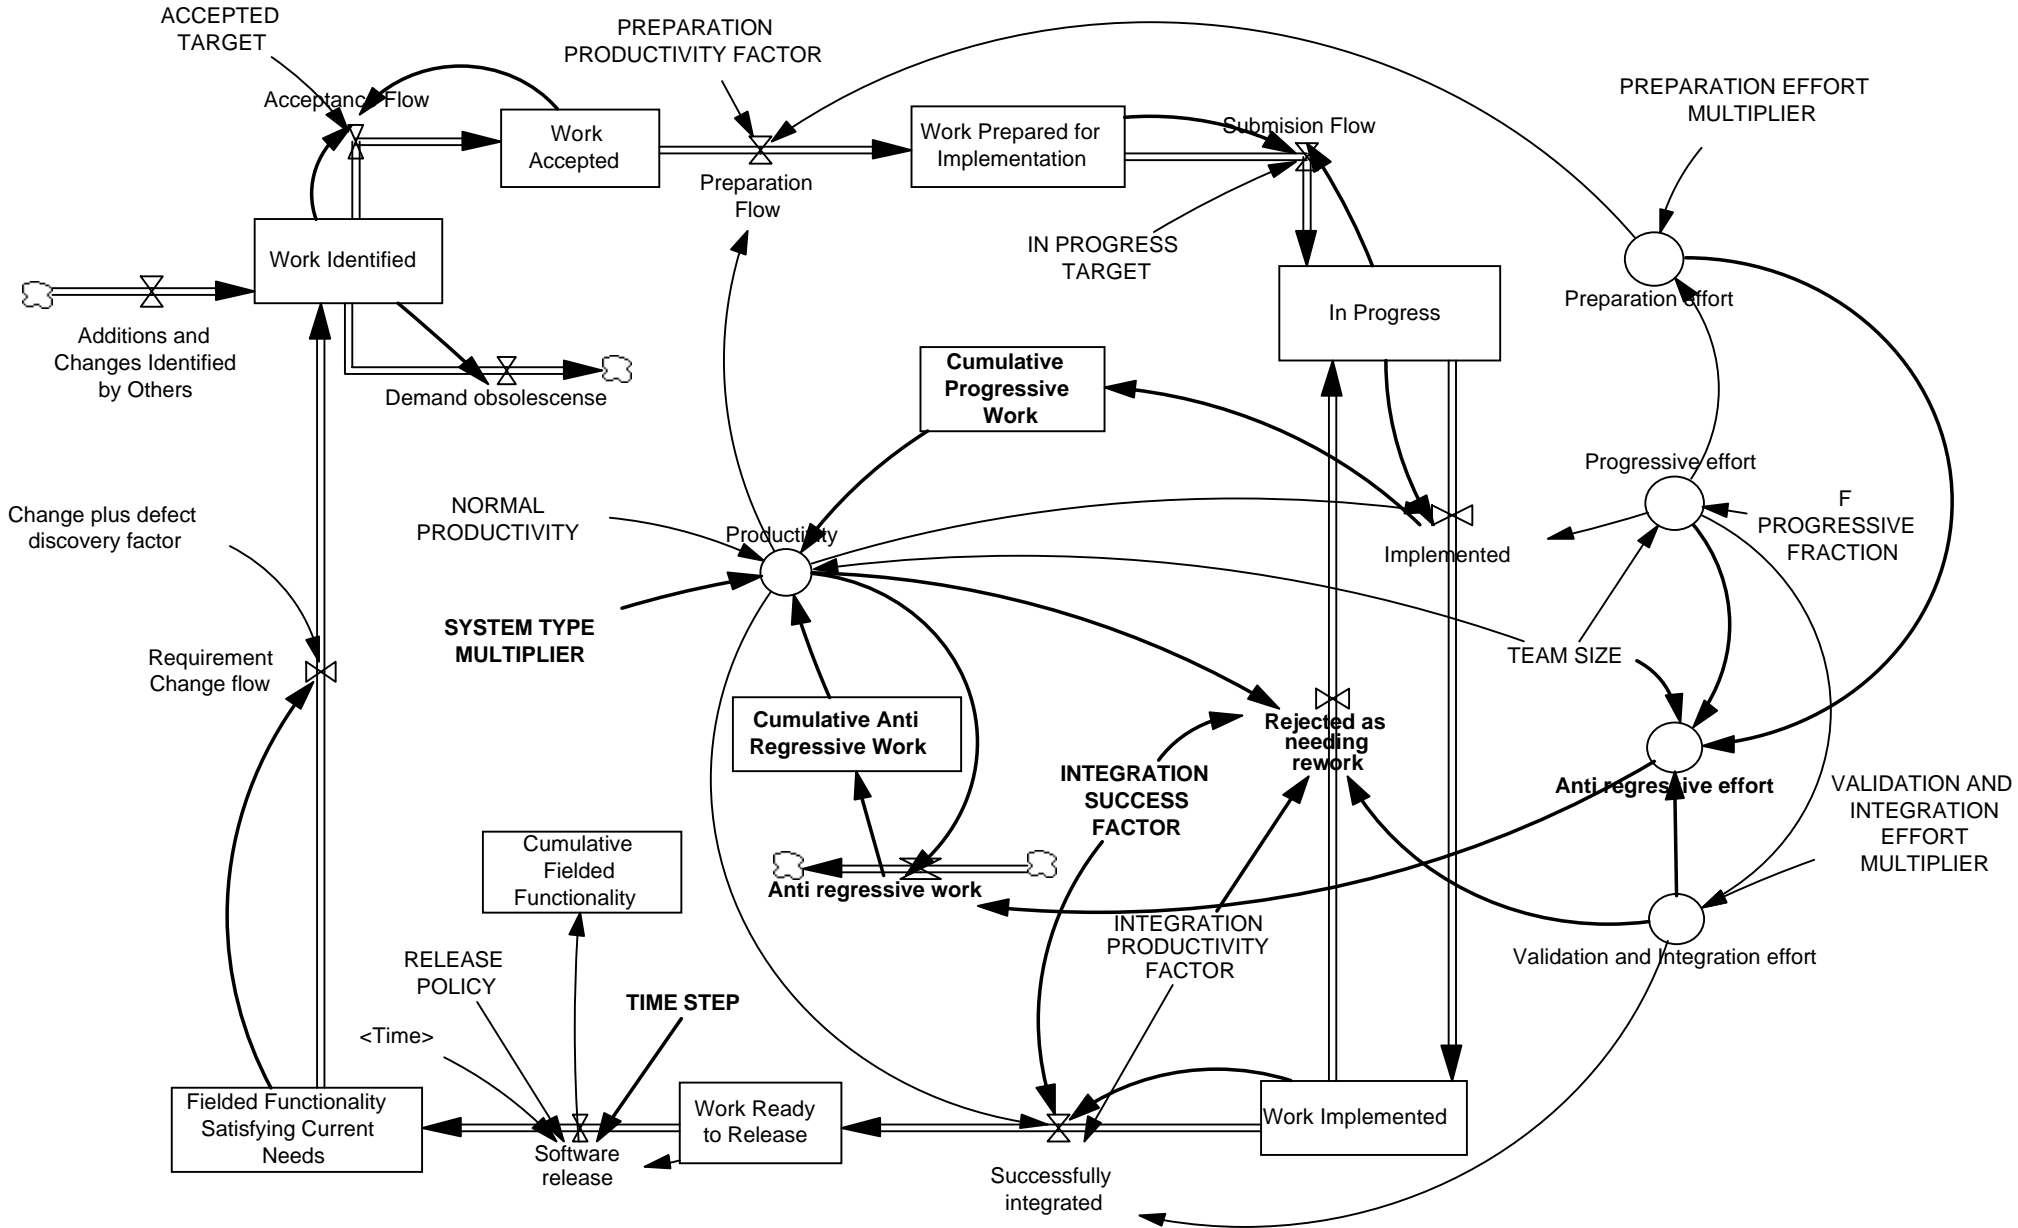 ACCEPTED
TARGET
PREPARATION
PRODUCTIVITY FACTOR
PREPARATION EFFORT
MULTIPLIER
Acceptance Flow
Work
Accepted
Work Prepared for
Implementation
Submision Flow
Preparation
Flow
Work Identified
IN PROGRESS
TARGET
Preparation effort
In Progress
Additions and
Changes Identified
by Others
Demand obsolescense
Cumulative
Progressive
Work
Progressive effort
F
PROGRESSIVE
FRACTION
Change plus defect
discovery factor
NORMAL
PRODUCTIVITY
Productivity
Implemented
SYSTEM TYPE
MULTIPLIER
TEAM SIZE
Requirement
Change flow
Cumulative Anti
Regressive Work
Rejected as
needing
rework
INTEGRATION
SUCCESS
FACTOR
Anti regressive effort
VALIDATION AND
INTEGRATION
EFFORT
MULTIPLIER
Cumulative
Fielded
Functionality
Anti regressive work
INTEGRATION
PRODUCTIVITY
FACTOR
Validation and Integration effort
RELEASE
POLICY
TIME STEP
<Time>
Fielded Functionality
Satisfying Current
Needs
Work Ready
to Release
Work Implemented
Software
release
Successfully
integrated